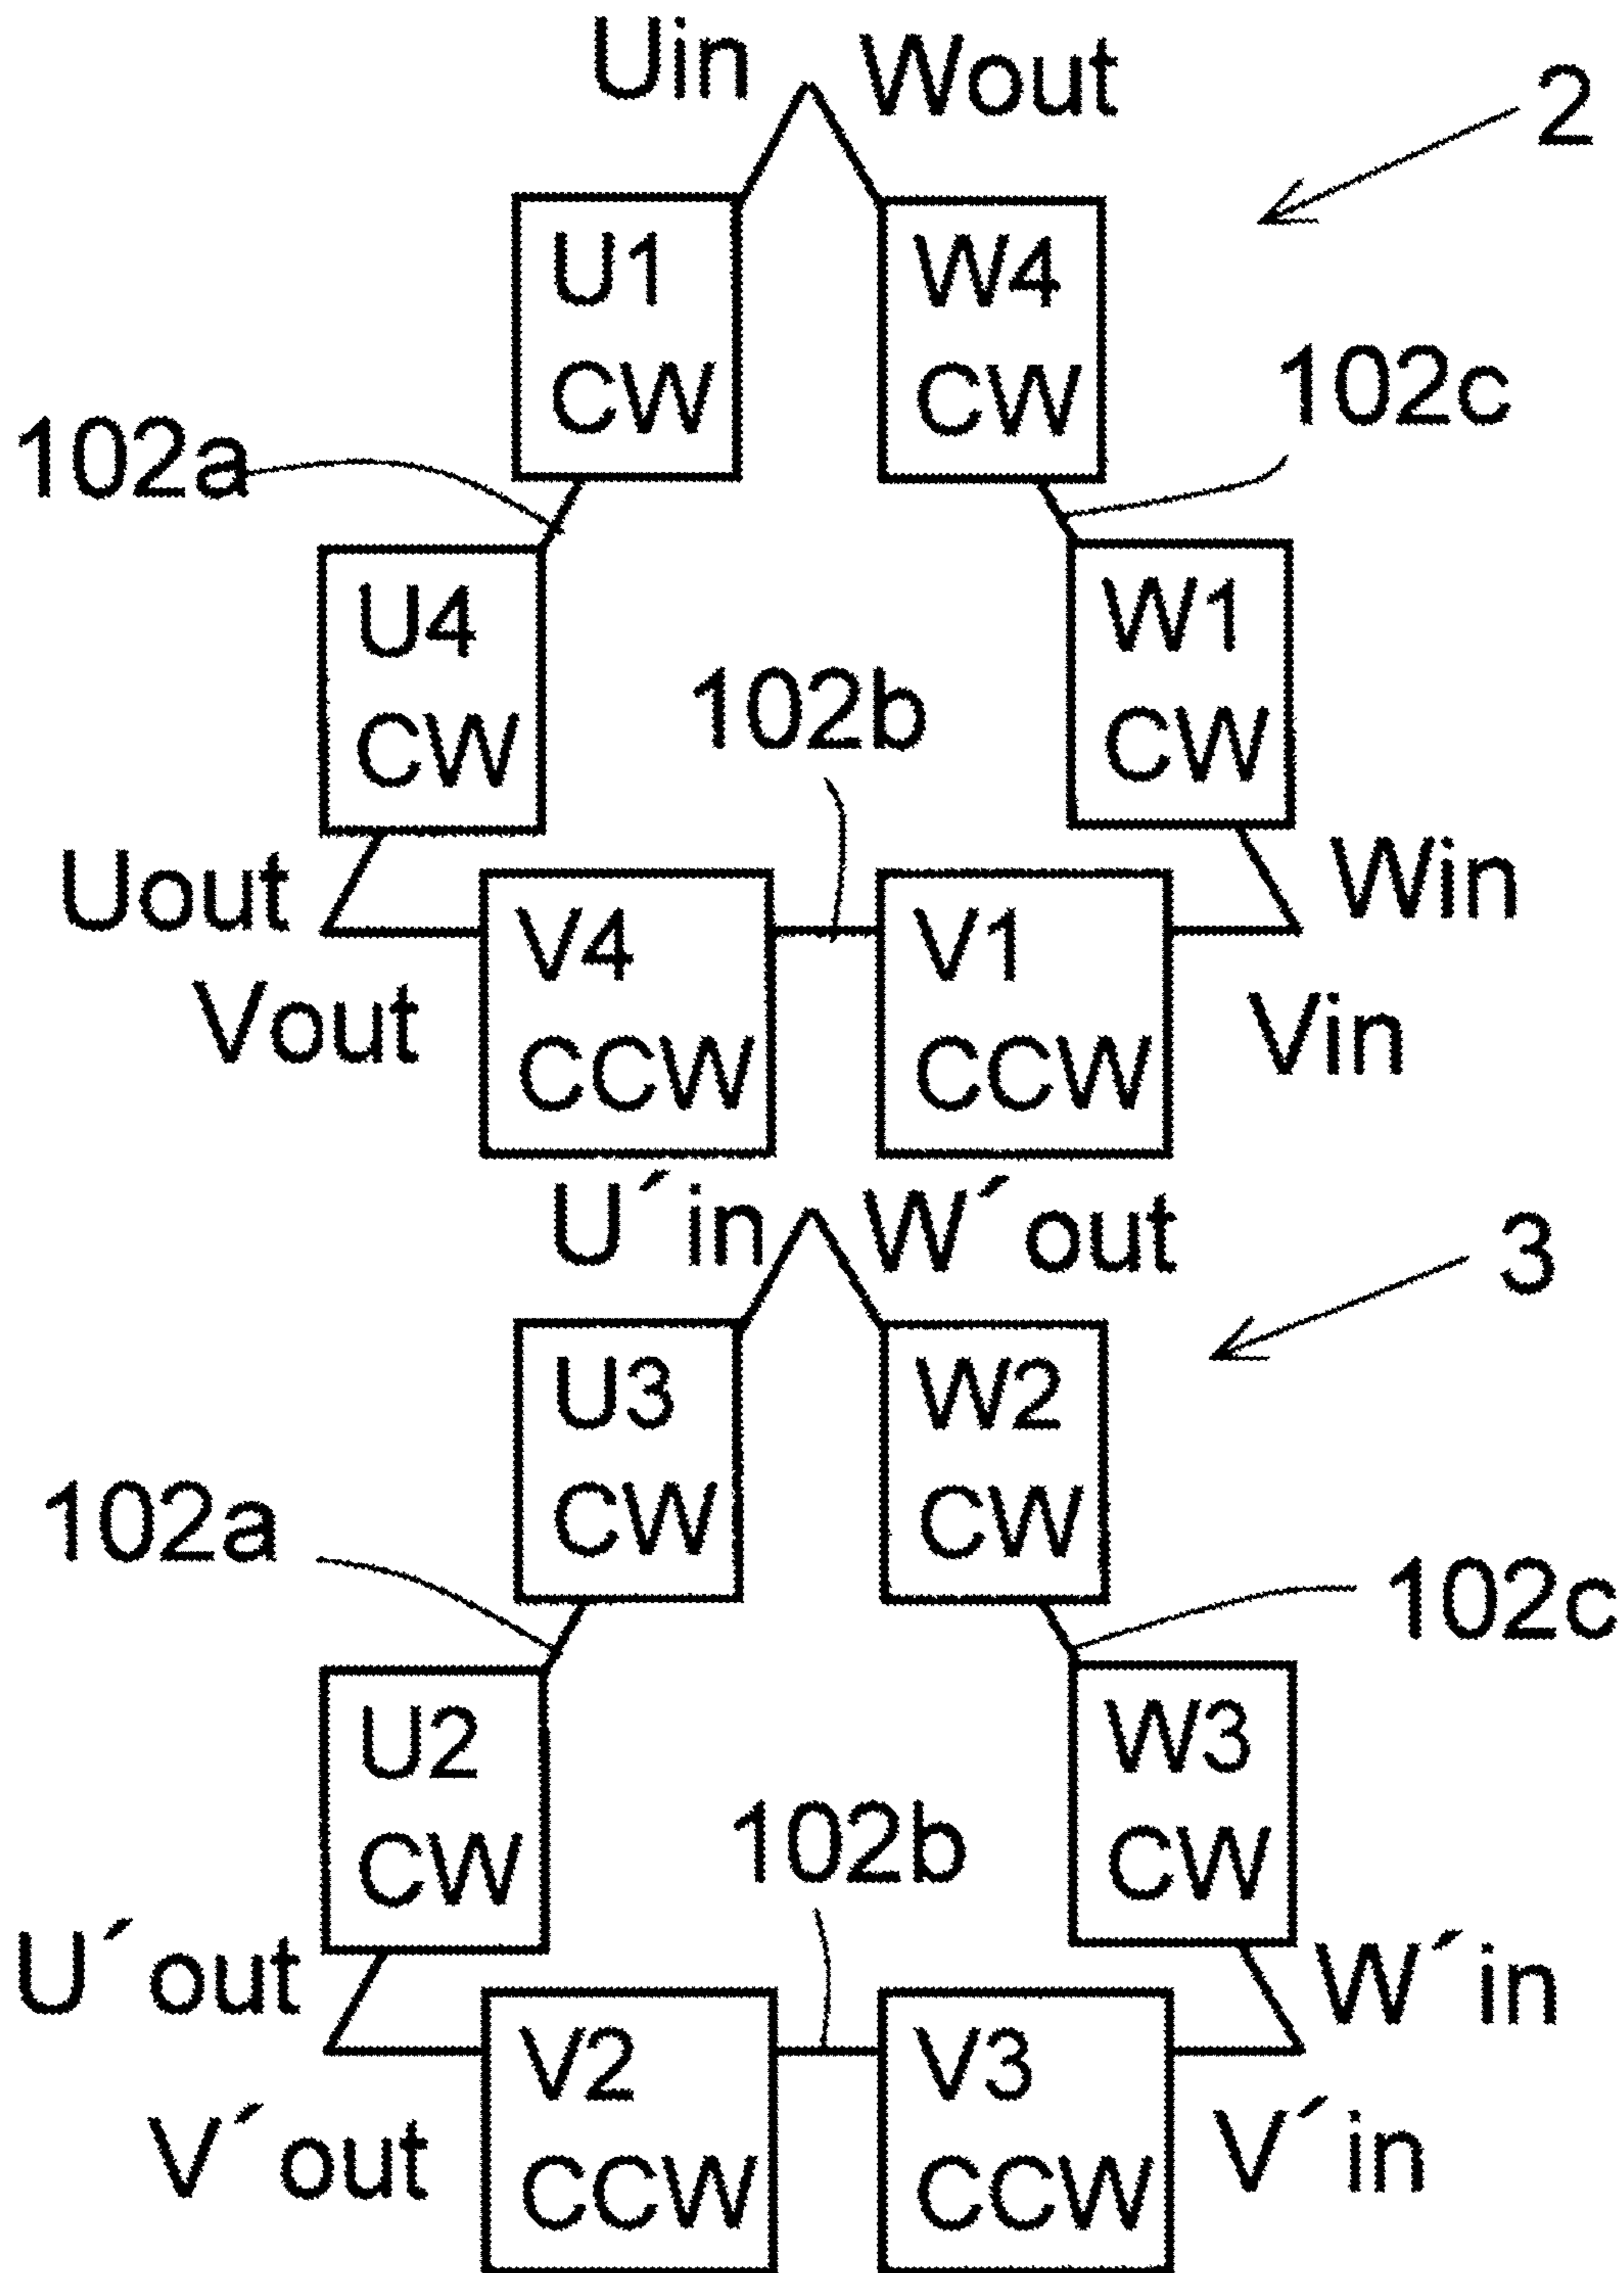 Uin Wout
2
U1
CW
W4
CW
102a
102c
U4
CW
W1
CW
102b
Uout
Win
V4
CCW
V1
CCW
Vout
Vin
U´in W´out
3
U3
CW
W2
CW
102a
102c
U2
CW
W3
CW
102b
U´out
W´in
V2
CCW
V3
CCW
V´out
V´in